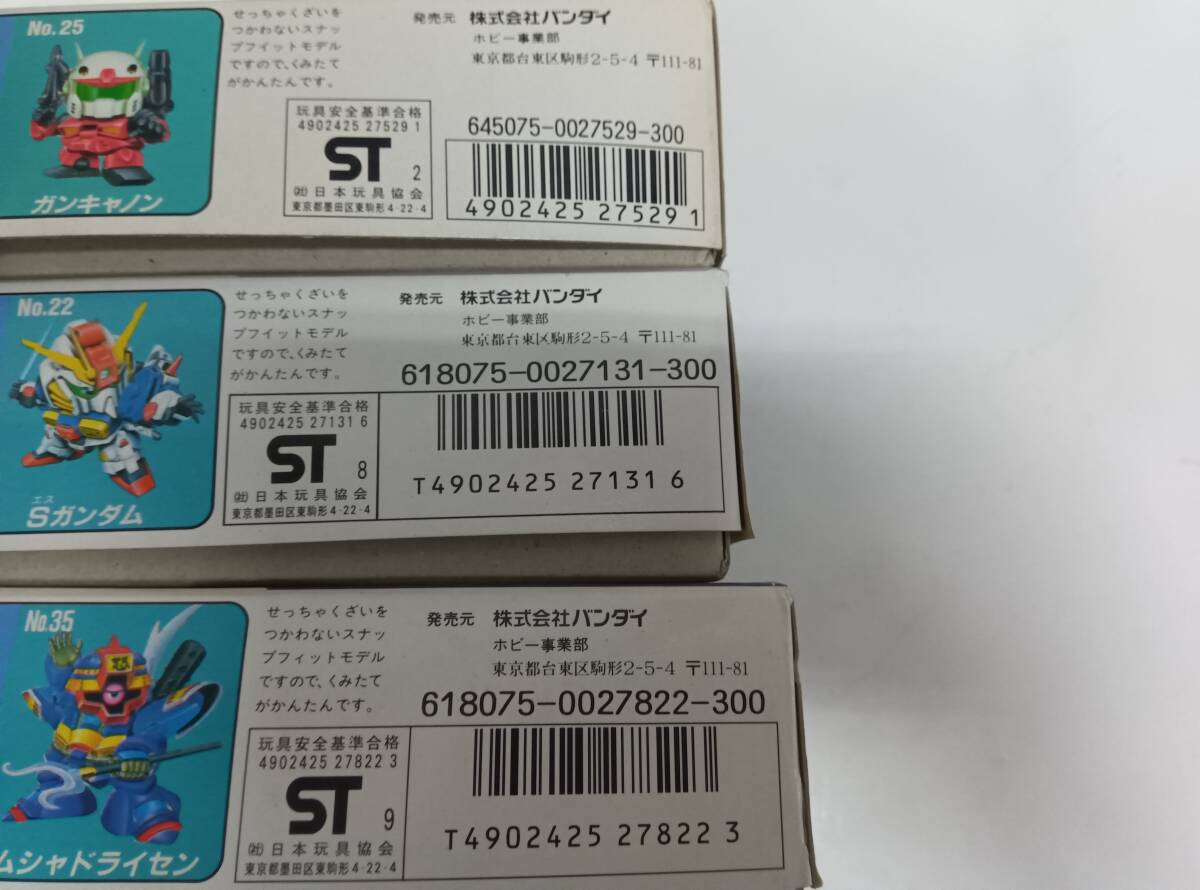 No.25
ガンキャノン
せっちゃくざいを
つかわないスナッ
プフイットモデル
ですので、くみたて
がかんたんです。
発売元 株式会社バンダイ
ホビー事業部
東京都台東区駒形2-5-4 〒111-81
玩具安全基準合格
4902425 27529 1
ST 2
㈳日本玩具協会
東京都墨田区東駒形4-22-4
645075-0027529-300
4902425 27529 1
No.22
エス
Sガンダム
せっちゃくざいを
つかわないスナッ
プフイットモデル
ですので、くみたて
がかんたんです。
発売元 株式会社バンダイ
ホビー事業部
東京都台東区駒形2-5-4 〒111-81
618075-0027131-300
玩具安全基準合格
4902425 27131 6
ST 8
㈳日本玩具協会
東京都墨田区東駒形4-22-4
T4902425 27131 6
No.35
ムシャドライセン
せっちゃくざいを
つかわないスナッ
プフィットモデル
ですので、くみたて
がかんたんです。
発売元 株式会社バンダイ
ホビー事業部
東京都台東区駒形2-5-4 〒111-81
618075-0027822-300
玩具安全基準合格
4902425 27822 3
ST 9
㈳日本玩具協会
東京都墨田区東駒形4-22-4
T4902425 27822 3